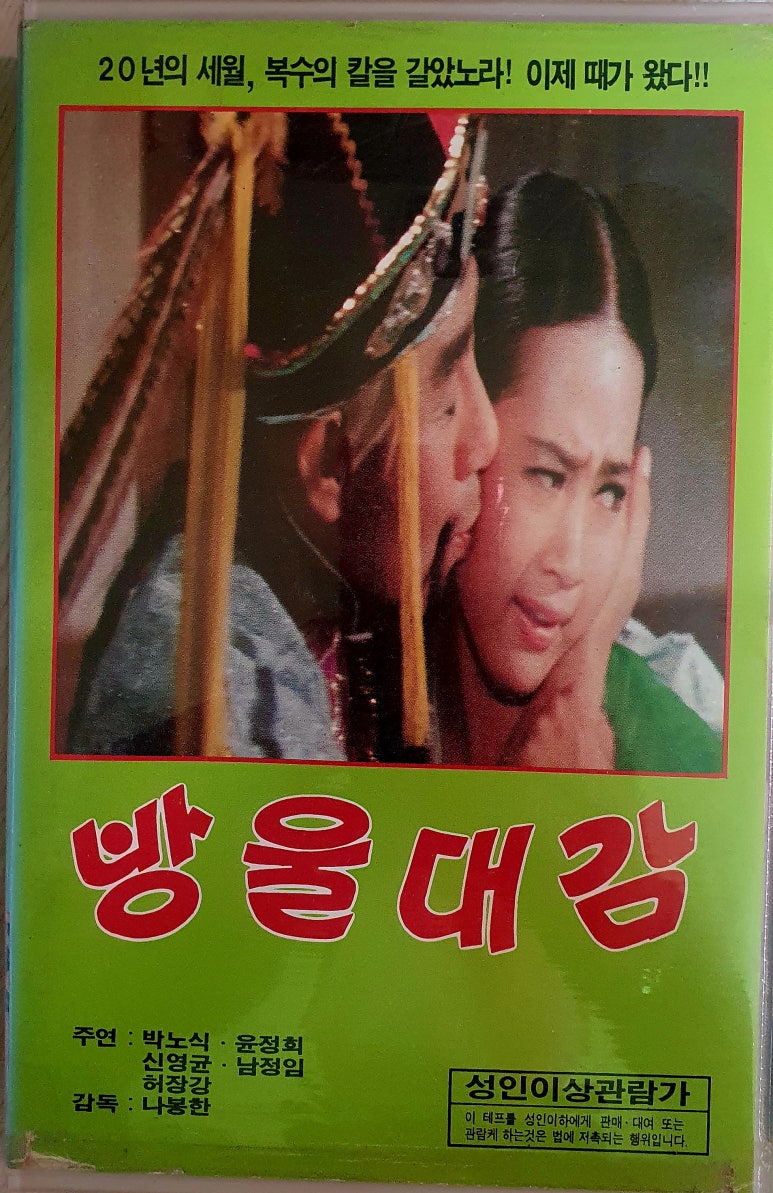 20년의 세월, 복수의 칼을 갈았노라! 이제 때가 왔다!!
방울대감
주연 : 박노식 · 윤정희
신영균 · 남정임
허장강
감독 : 나봉한
성인이상관람가
이 테프를 성인이하에게 판매 · 대여 또는
관람케 하는것은 법에 저촉되는 행위입니다.